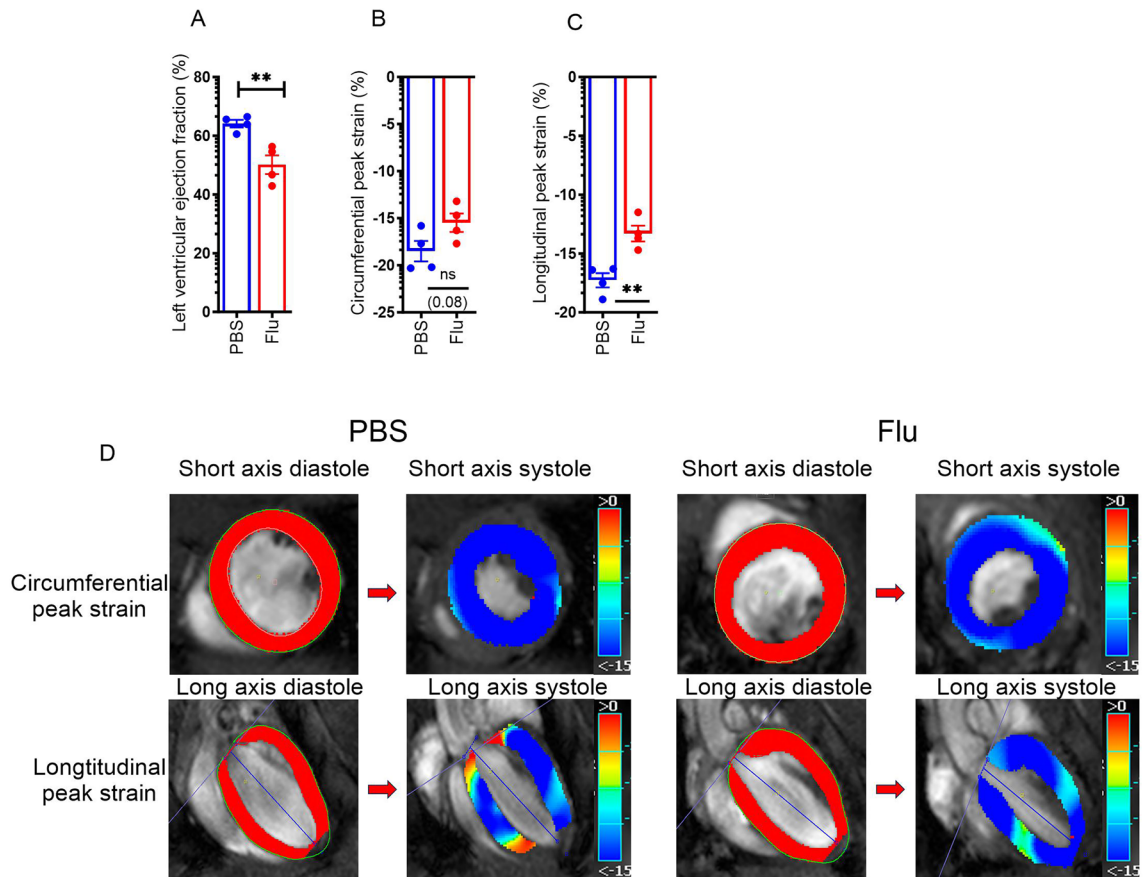 A
B
C
Left ventricular ejection fraction (%)
80
60
40
20
0
**
PBS
Flu
Circumferential peak strain (%)
0
-5
-10
-15
-20
-25
ns
(0.08)
PBS
Flu
Longitudinal peak strain (%)
0
-5
-10
-15
-20
**
PBS
Flu
D
PBS
Flu
Short axis diastole
Short axis systole
Short axis diastole
Short axis systole
Circumferential
peak strain
>0
<-15
>0
<-15
Long axis diastole
Long axis systole
Long axis diastole
Long axis systole
Longtitudinal
peak strain
>0
<-15
>0
<-15